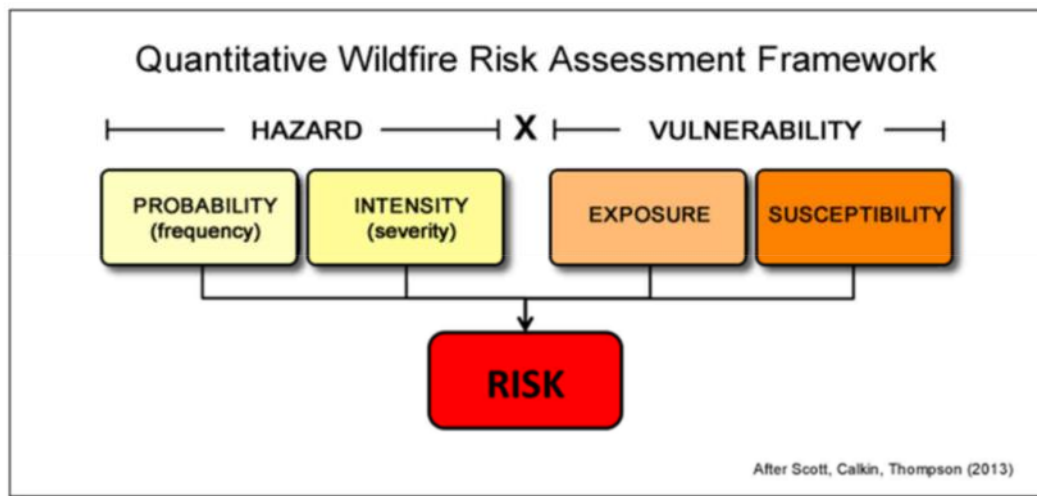 Quantitative Wildfire Risk Assessment Framework
HAZARD X VULNERABILITY
PROBABILITY
(frequency)
INTENSITY
(severity)
EXPOSURE
SUSCEPTIBILITY
RISK
After Scott, Calkin, Thompson (2013)